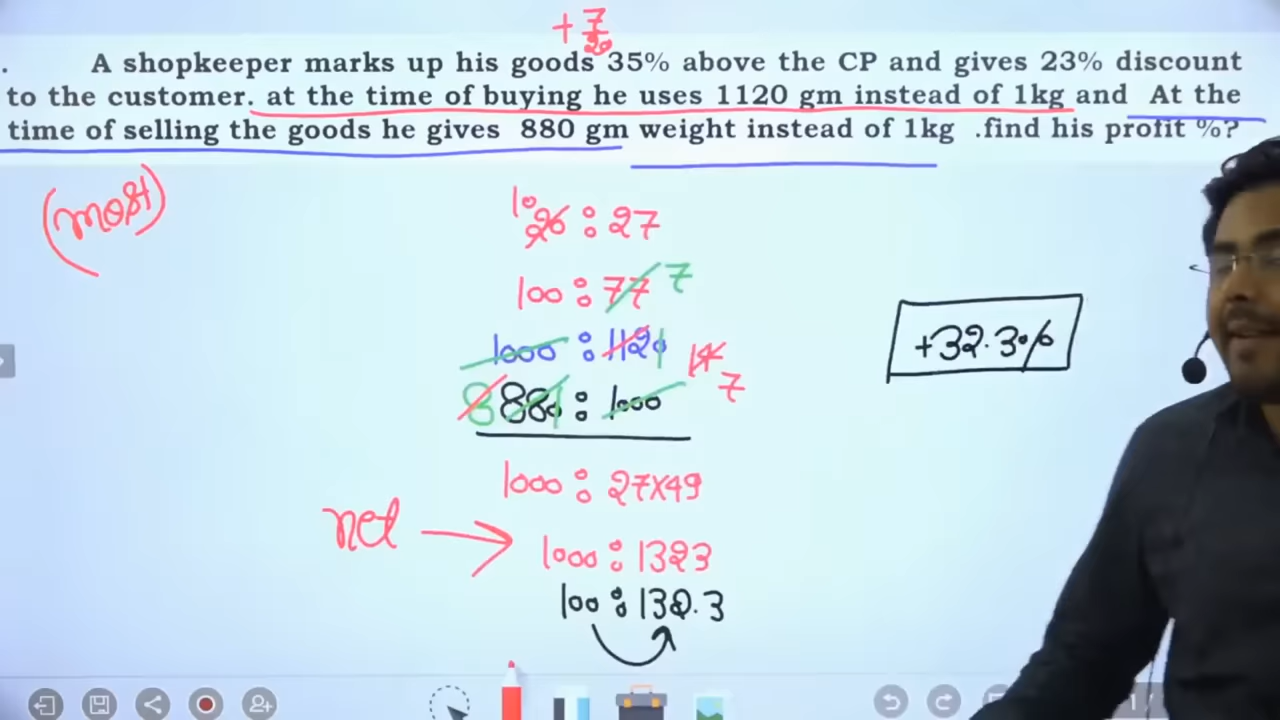 + 7/20
. A shopkeeper marks up his goods 35% above the CP and gives 23% discount
to the customer. at the time of buying he uses 1120 gm instead of 1kg and At the
time of selling the goods he gives 880 gm weight instead of 1kg .find his profit %?
(most)
10
20 : 27
100 : 77 7
1000 : 1120 14
7
8 880 : 1000
1000 : 27x49
net → 1000 : 1323
100 : 132.3
+32.3%